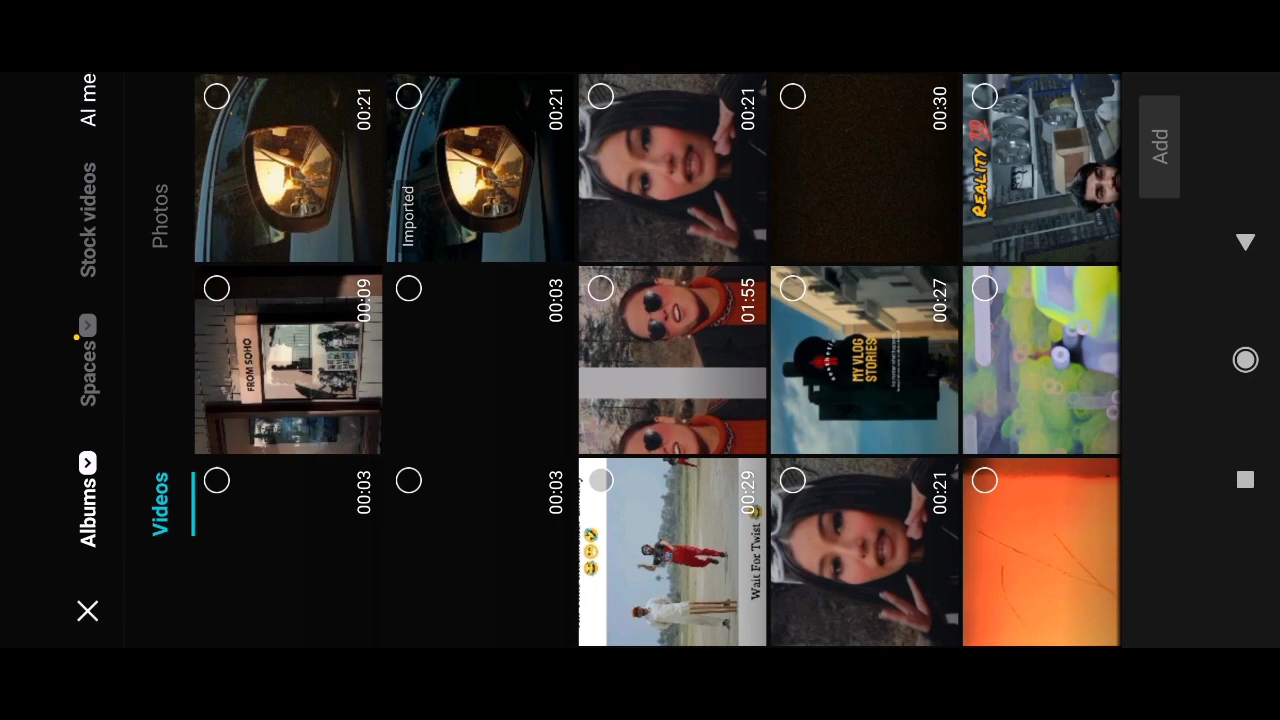 Albums Spaces Stock videos AI me
Videos Photos
FROM SOHO
00:03 00:09 00:21
Imported
00:03 00:03 00:21
Wait For Twist 😂
00:29 01:55 00:21
MY VLOG
STORIES
00:21 00:27 00:30
REALITY 💯
Add